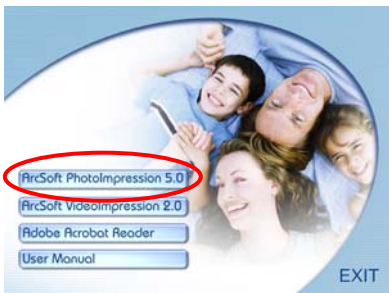 ArcSoft PhotoImpression 5.0
ArcSoft VideoImpression 2.0
Adobe Acrobat Reader
User Manual
EXIT